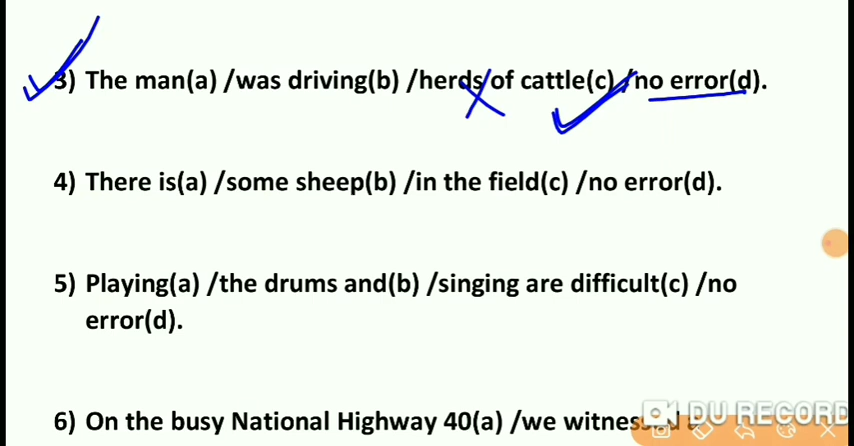 3) The man(a) /was driving(b) /herds of cattle(c) /no error(d).
4) There is(a) /some sheep(b) /in the field(c) /no error(d).
5) Playing(a) /the drums and(b) /singing are difficult(c) /no
error(d).
6) On the busy National Highway 40(a) /we
DU RECORD